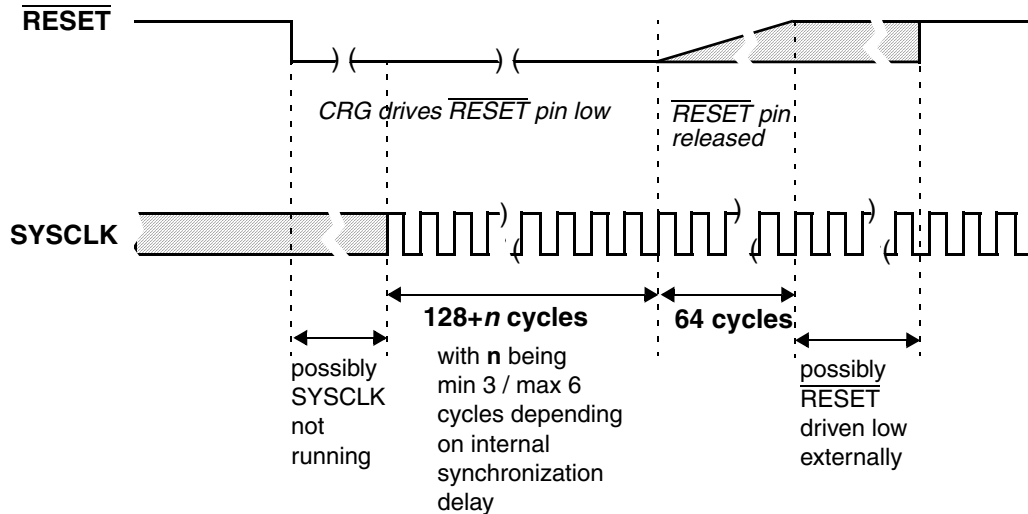 RESET
CRG drives RESET pin low
RESET pin
released
SYSCLK
128+n cycles
64 cycles
with n being
min 3 / max 6
cycles depending
on internal
synchronization
delay
possibly
SYSCLK
not
running
possibly
RESET
driven low
externally